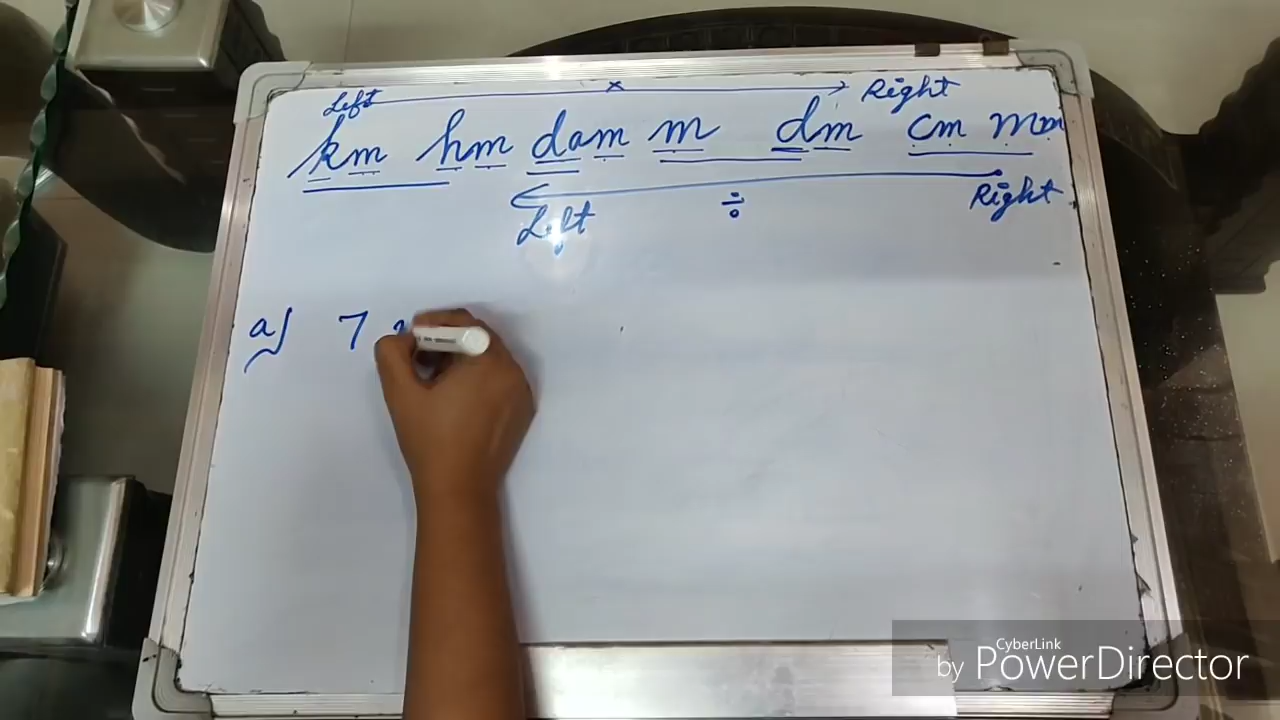 Left × Right
km hm dam m dm cm mm
Left ÷ Right
a) 7
CyberLink
by PowerDirector